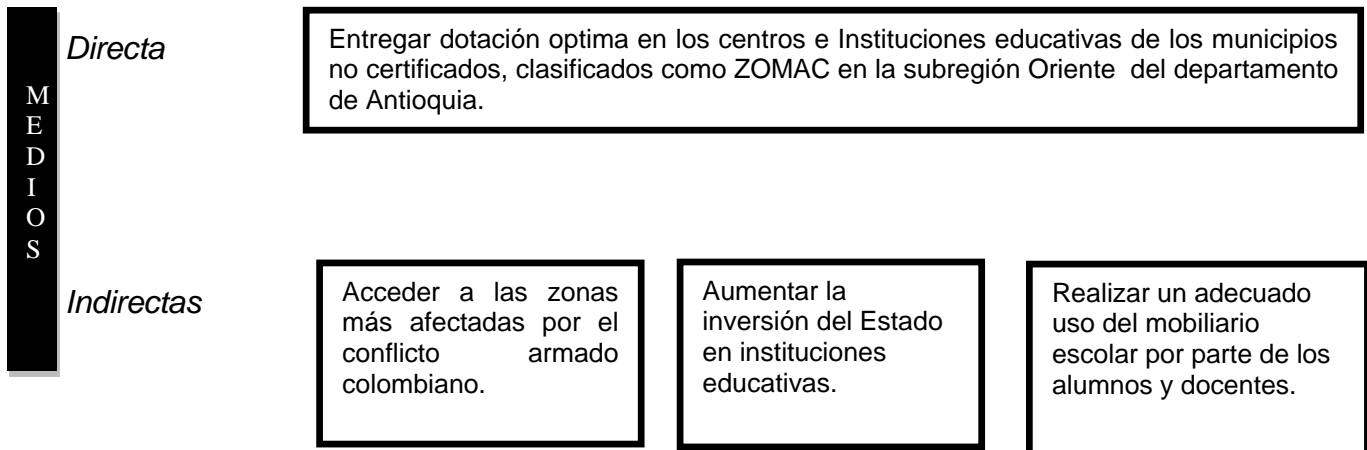 MEDIOS
Directa
Entregar dotación optima en los centros e Instituciones educativas de los municipios
no certificados, clasificados como ZOMAC en la subregión Oriente del departamento
de Antioquia.
Indirectas
Acceder a las zonas
más afectadas por el
conflicto armado
colombiano.
Aumentar la
inversión del Estado
en instituciones
educativas.
Realizar un adecuado
uso del mobiliario
escolar por parte de los
alumnos y docentes.